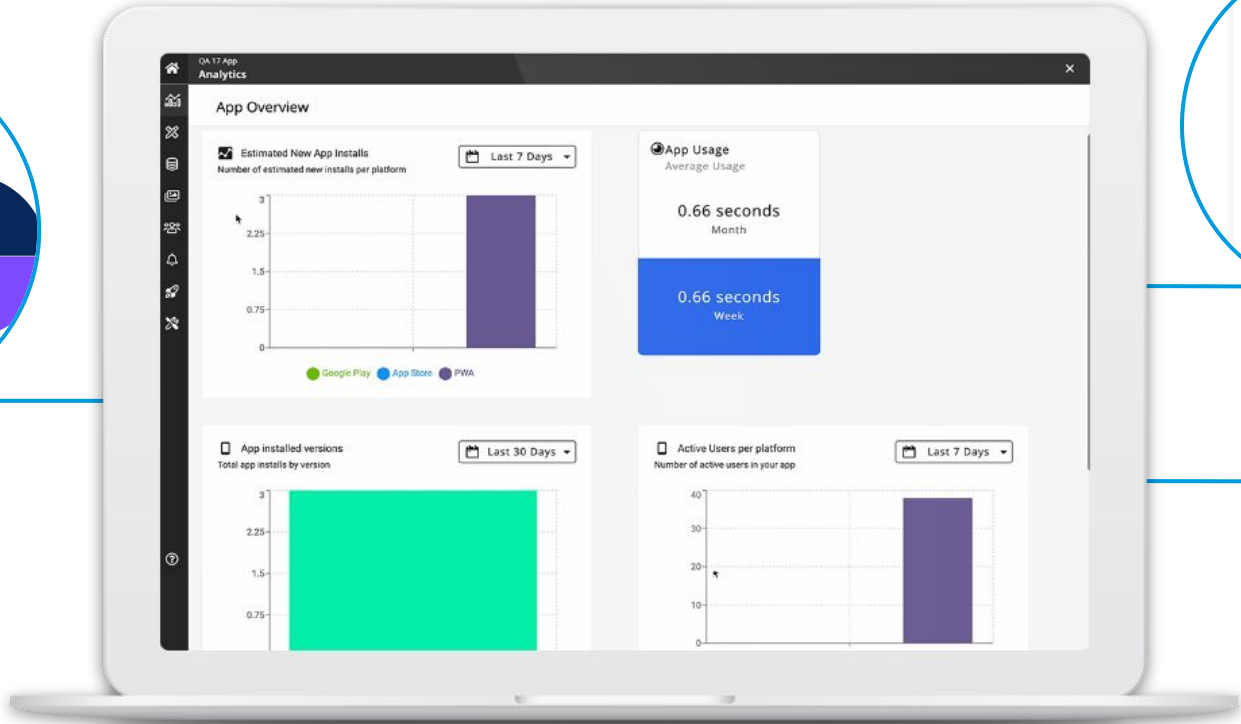 QA 17 App
Analytics
App Overview
Estimated New App Installs
Number of estimated new installs per platform
Last 7 Days
3
2.25
1.5
0.75
0
Google Play
App Store
PWA
App Usage
Average Usage
0.66 seconds
Month
0.66 seconds
Week
App installed versions
Total app installs by version
Last 30 Days
3
2.25
1.5
0.75
Active Users per platform
Number of active users in your app
Last 7 Days
40
30
20
10
0